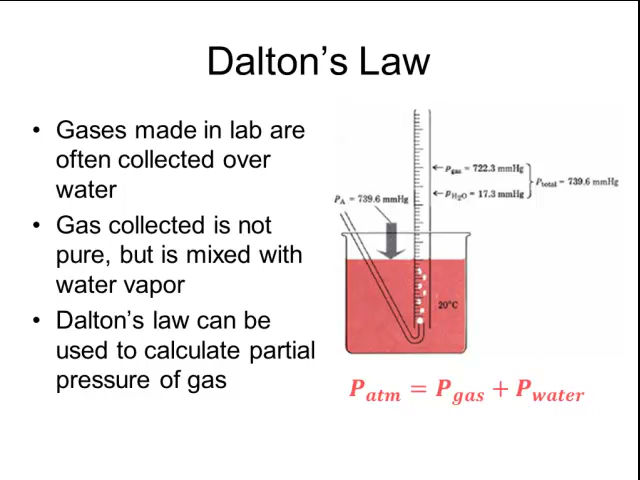 Dalton’s Law
• Gases made in lab are
often collected over
water
• Gas collected is not
pure, but is mixed with
water vapor
• Dalton’s law can be
used to calculate partial
pressure of gas
P_A = 739.6 mmHg
P_gas = 722.3 mmHg
P_H₂O = 17.3 mmHg
P_total = 739.6 mmHg
20°C
P_atm = P_gas + P_water